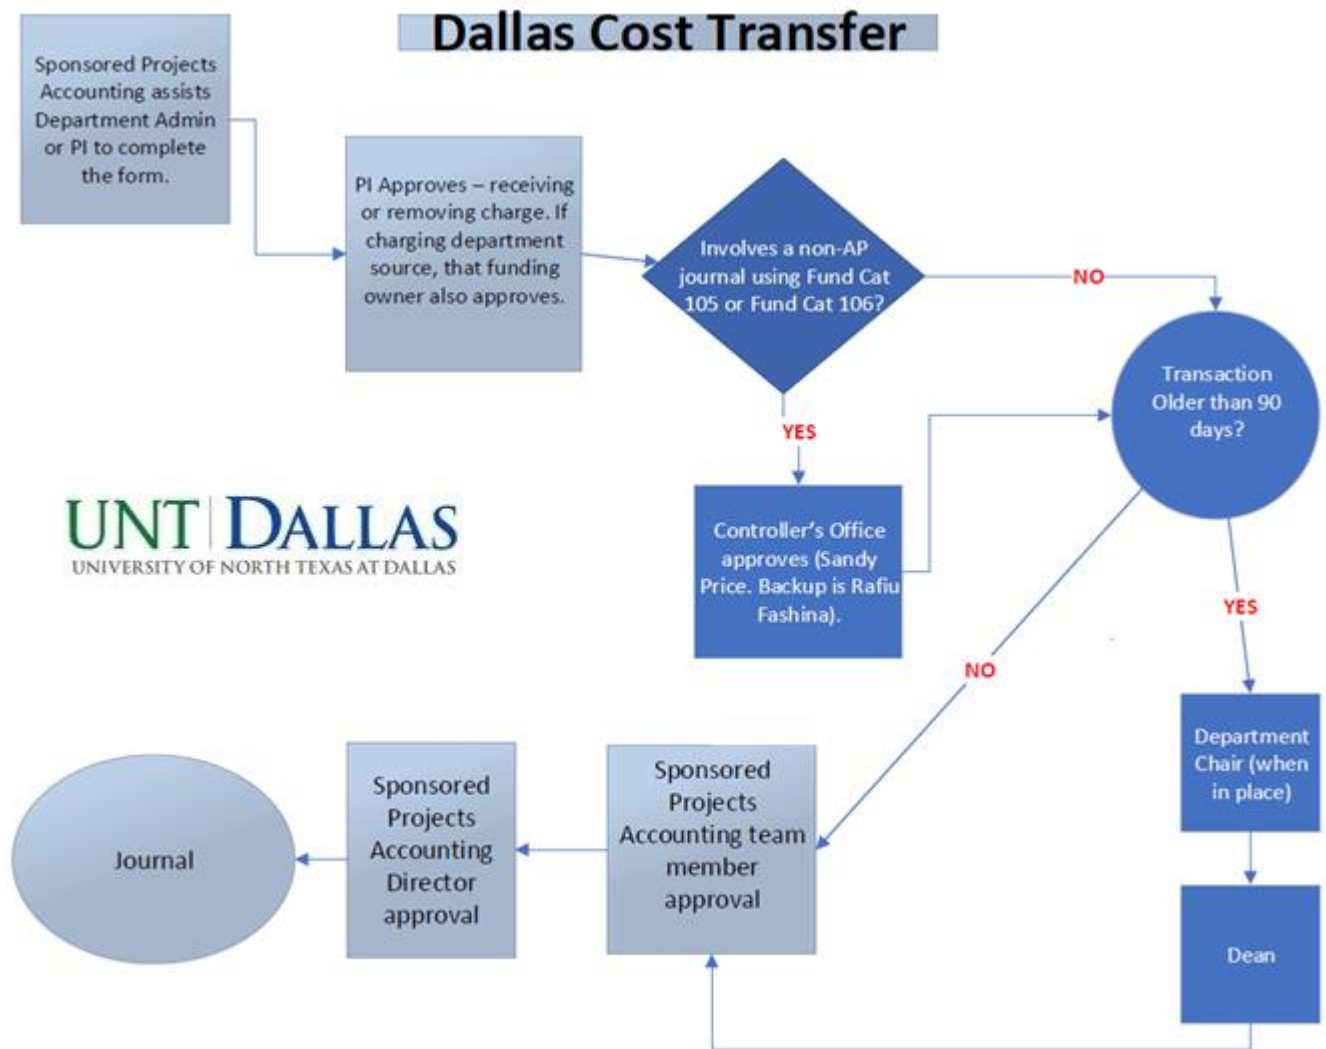 Dallas Cost Transfer
Sponsored Projects
Accounting assists
Department Admin
or PI to complete
the form.
PI Approves – receiving
or removing charge. If
charging department
source, that funding
owner also approves.
Involves a non-AP
journal using Fund Cat
105 or Fund Cat 106?
NO
YES
Transaction
Older than 90
days?
Controller's Office
approves (Sandy
Price. Backup is Rafiu
Fashina).
UNT DALLAS
UNIVERSITY OF NORTH TEXAS AT DALLAS
YES
NO
Department
Chair (when
in place)
Dean
Sponsored
Projects
Accounting team
member
approval
Sponsored
Projects
Accounting
Director
approval
Journal